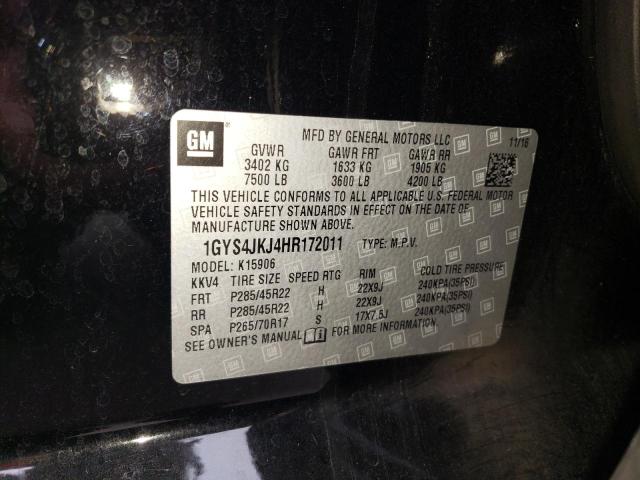 GM
MFD BY GENERAL MOTORS LLC
11/16
GVWR GAWR FRT GAWR RR
3402 KG 1633 KG 1905 KG
7500 LB 3600 LB 4200 LB
THIS VEHICLE CONFORMS TO ALL APPLICABLE U.S. FEDERAL MOTOR
VEHICLE SAFETY STANDARDS IN EFFECT ON THE DATE OF
MANUFACTURE SHOWN ABOVE.
1GYS4JKJ4HR172011 TYPE: M.P.V.
MODEL: K15906
KKV4 TIRE SIZE SPEED RTG RIM COLD TIRE PRESSURE
FRT P285/45R22 H 22X9J 240KPA(35PSI)
RR P285/45R22 H 22X9J 240KPA(35PSI)
SPA P265/70R17 S 17X7.5J 240KPA(35PSI)
SEE OWNER'S MANUAL FOR MORE INFORMATION.